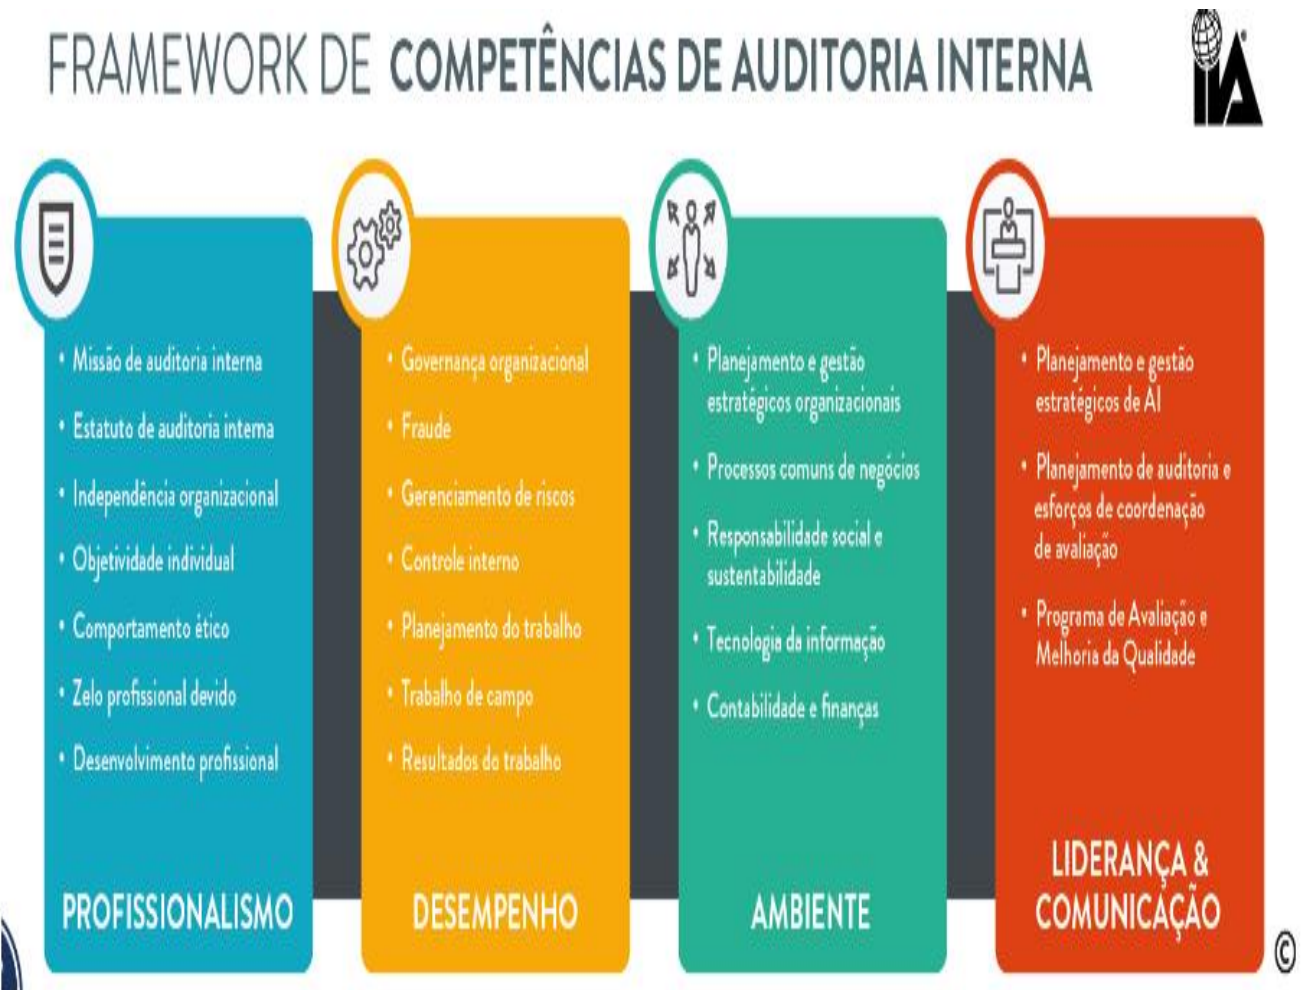 FRAMEWORK DE COMPETÊNCIAS DE AUDITORIA INTERNA
IIA
• Missão de auditoria interna
• Estatuto de auditoria interna
• Independência organizacional
• Objetividade individual
• Comportamento ético
• Zelo profissional devido
• Desenvolvimento profissional
PROFISSIONALISMO
• Governança organizacional
• Fraude
• Gerenciamento de riscos
• Controle interno
• Planejamento do trabalho
• Trabalho de campo
• Resultados do trabalho
DESEMPENHO
• Planejamento e gestão
estratégicos organizacionais
• Processos comuns de negócios
• Responsabilidade social e
sustentabilidade
• Tecnologia da informação
• Contabilidade e finanças
AMBIENTE
• Planejamento e gestão
estratégicos de AI
• Planejamento de auditoria e
esforços de coordenação
de avaliação
• Programa de Avaliação e
Melhoria da Qualidade
LIDERANÇA &
COMUNICAÇÃO
©